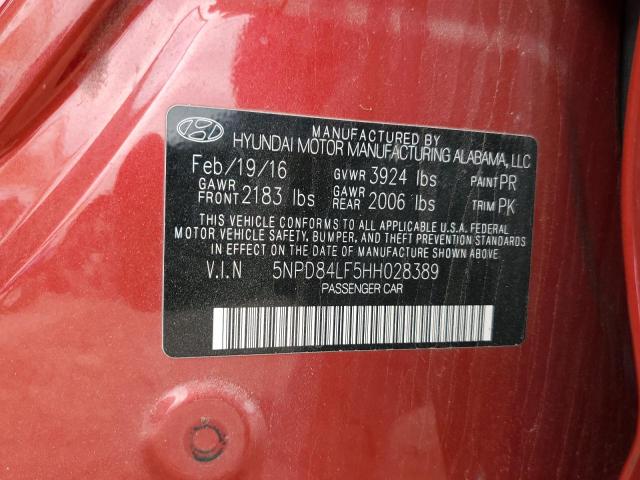 MANUFACTURED BY
HYUNDAI MOTOR MANUFACTURING ALABAMA, LLC
Feb/19/16 GVWR 3924 lbs PAINT PR
GAWR FRONT 2183 lbs GAWR REAR 2006 lbs TRIM PK
THIS VEHICLE CONFORMS TO ALL APPLICABLE U.S.A. FEDERAL
MOTOR VEHICLE SAFETY, BUMPER, AND THEFT PREVENTION STANDARDS
IN EFFECT ON THE DATE OF MANUFACTURE SHOWN ABOVE.
V.I.N 5NPD84LF5HH028389
PASSENGER CAR